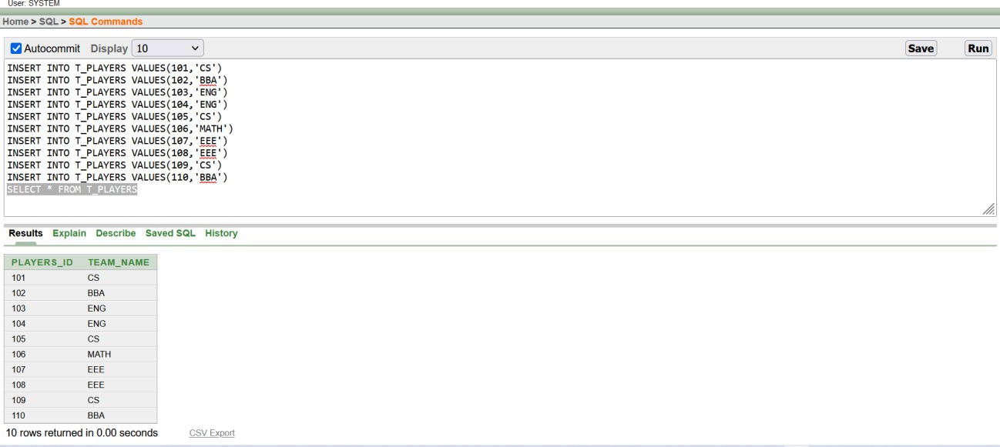 User: SYSTEM
Home > SQL > SQL Commands
Autocommit Display 10 Save Run
INSERT INTO T_PLAYERS VALUES(101,'CS')
INSERT INTO T_PLAYERS VALUES(102,'BBA')
INSERT INTO T_PLAYERS VALUES(103,'ENG')
INSERT INTO T_PLAYERS VALUES(104,'ENG')
INSERT INTO T_PLAYERS VALUES(105,'CS')
INSERT INTO T_PLAYERS VALUES(106,'MATH')
INSERT INTO T_PLAYERS VALUES(107,'EEE')
INSERT INTO T_PLAYERS VALUES(108,'EEE')
INSERT INTO T_PLAYERS VALUES(109,'CS')
INSERT INTO T_PLAYERS VALUES(110,'BBA')
SELECT * FROM T_PLAYERS
Results Explain Describe Saved SQL History
PLAYERS_ID TEAM_NAME
101 CS
102 BBA
103 ENG
104 ENG
105 CS
106 MATH
107 EEE
108 EEE
109 CS
110 BBA
10 rows returned in 0.00 seconds CSV Export